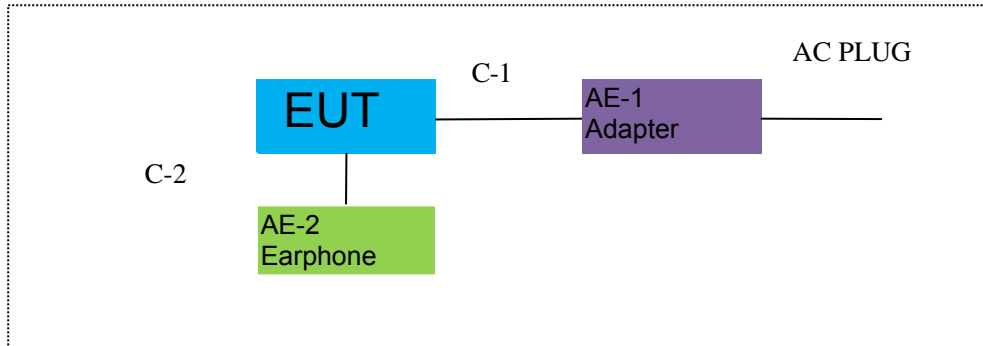 AC PLUG
C-1
EUT
AE-1
Adapter
C-2
AE-2
Earphone